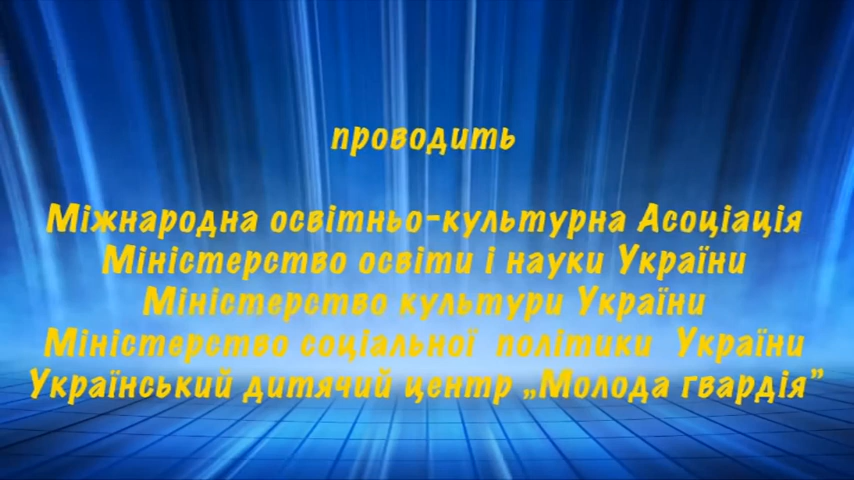 проводить
Міжнародна освітньо-культурна Асоціація
Міністерство освіти і науки України
Міністерство культури України
Міністерство соціальної політики України
Український дитячий центр „Молода гвардія”